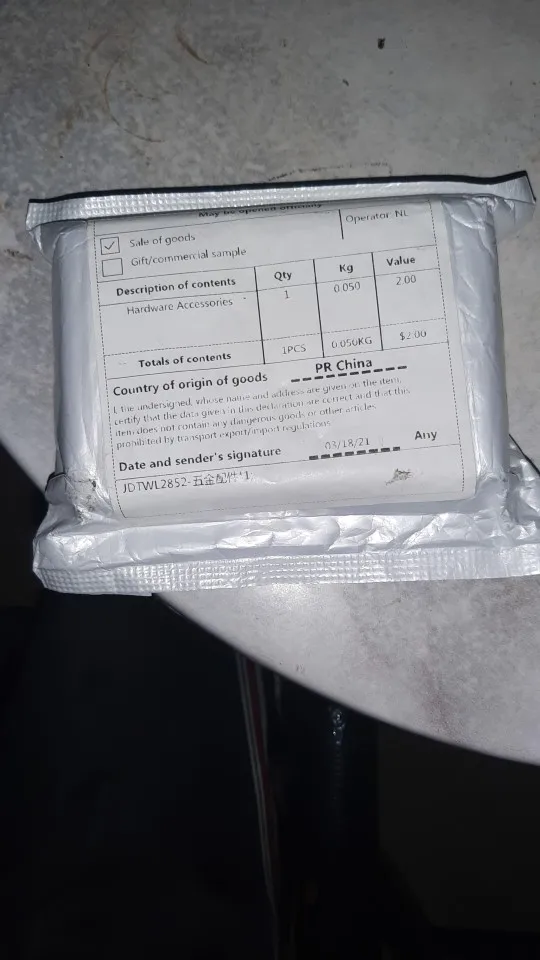 May be opened officially
Operator: NL
Sale of goods
Gift/commercial sample
Description of contents Qty Kg Value
Hardware Accessories 1 0.050 2.00
Totals of contents 1PCS 0.050KG $2.00
Country of origin of goods PR China
I, the undersigned, whose name and address are given on the item,
certify that the data given in this declaration are correct and that this
item does not contain any dangerous goods or other articles
prohibited by transport export/import regulations
Date and sender's signature 03/18/21 Any
JDTWL2852-五金配件*1